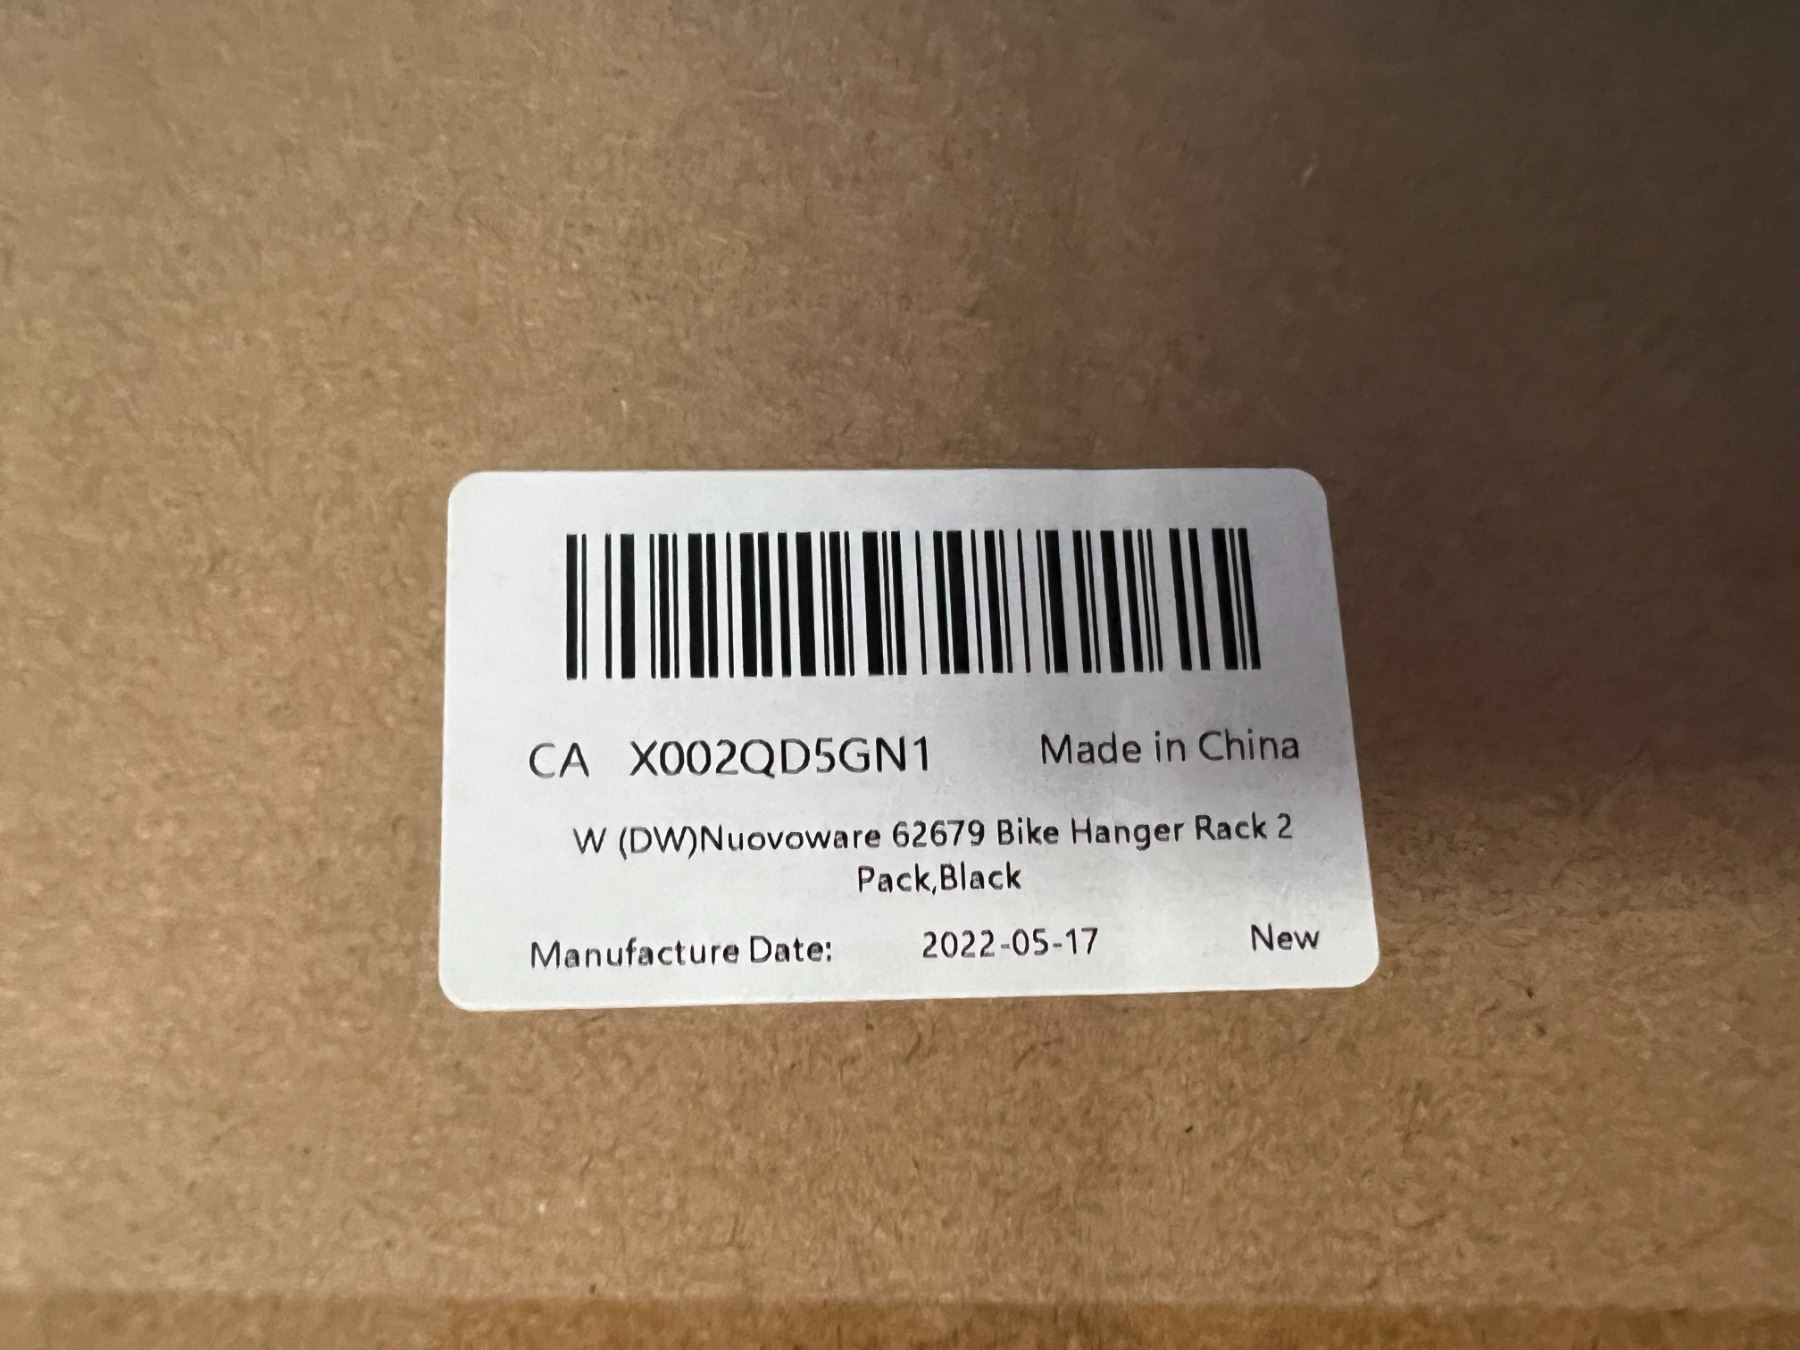 CA X002QD5GN1 Made in China
W (DW)Nuovoware 62679 Bike Hanger Rack 2
Pack,Black
Manufacture Date: 2022-05-17 New